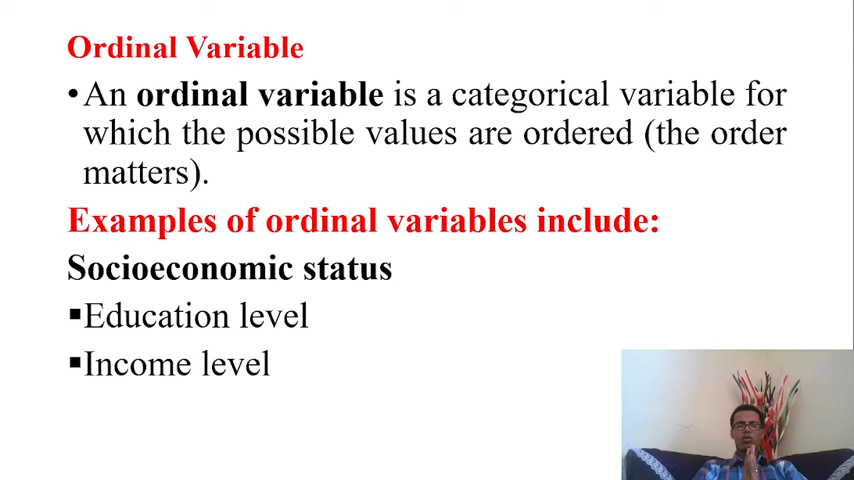 Ordinal Variable
•An ordinal variable is a categorical variable for
which the possible values are ordered (the order
matters).
Examples of ordinal variables include:
Socioeconomic status
▪Education level
▪Income level